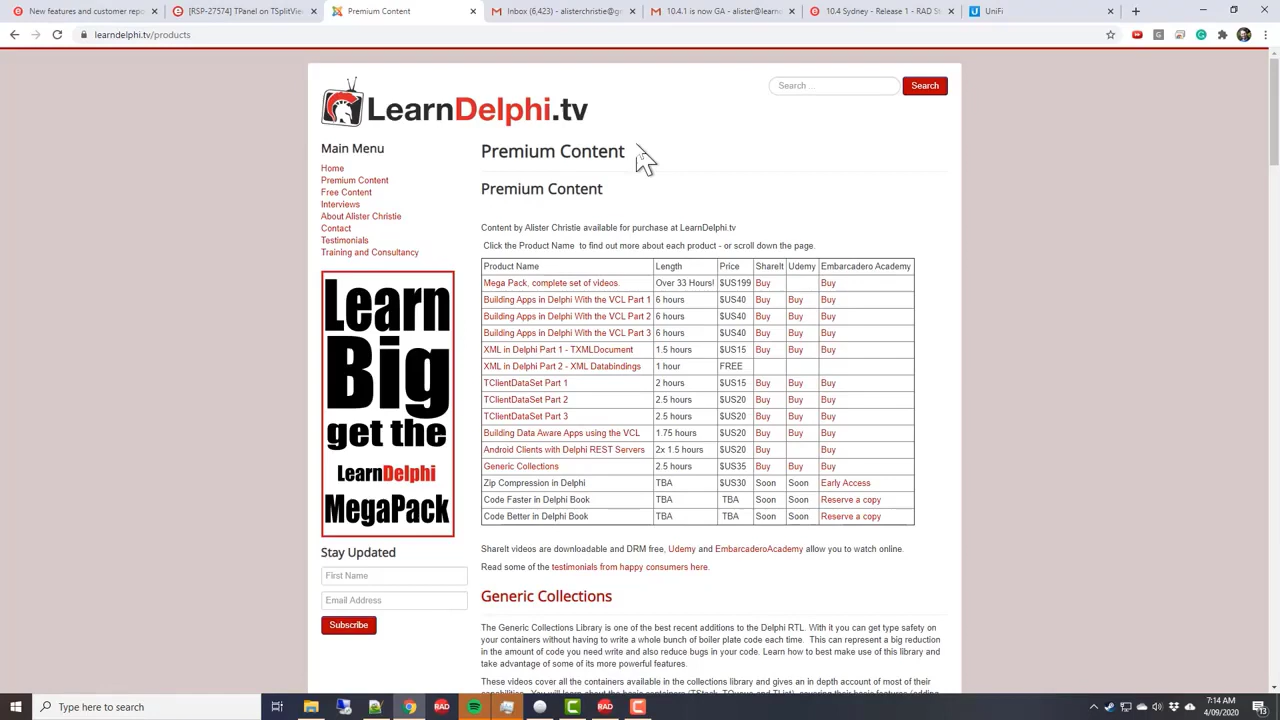 New features and customer repor
[RSP-27574] TPanel on TSplitVi
Premium Content
Inbox (6,423) - alisterchristie@g
10.4.1 is now GA - alister@learn
10.4 Sydney - Release 1 - RAD St
UniFi
learndelphi.tv/products
LearnDelphi.tv
Search ...
Search
Main Menu
Home
Premium Content
Free Content
Interviews
About Alister Christie
Contact
Testimonials
Training and Consultancy
Learn
Big
get the
LearnDelphi
MegaPack
Stay Updated
First Name
Email Address
Subscribe
Premium Content
Premium Content
Content by Alister Christie available for purchase at LearnDelphi.tv
Click the Product Name to find out more about each product - or scroll down the page.
Product Name Length Price ShareIt Udemy Embarcadero Academy
Mega Pack, complete set of videos. Over 33 Hours! $US199 Buy Buy
Building Apps in Delphi With the VCL Part 1 6 hours $US40 Buy Buy Buy
Building Apps in Delphi With the VCL Part 2 6 hours $US40 Buy Buy Buy
Building Apps in Delphi With the VCL Part 3 6 hours $US40 Buy Buy Buy
XML in Delphi Part 1 - TXMLDocument 1.5 hours $US15 Buy Buy Buy
XML in Delphi Part 2 - XML Databindings 1 hour FREE
TClientDataSet Part 1 2 hours $US15 Buy Buy Buy
TClientDataSet Part 2 2.5 hours $US20 Buy Buy Buy
TClientDataSet Part 3 2.5 hours $US20 Buy Buy Buy
Building Data Aware Apps using the VCL 1.75 hours $US20 Buy Buy Buy
Android Clients with Delphi REST Servers 2x 1.5 hours $US20 Buy Buy
Generic Collections 2.5 hours $US35 Buy Buy Buy
Zip Compression in Delphi TBA $US30 Soon Soon Early Access
Code Faster in Delphi Book TBA TBA Soon Soon Reserve a copy
Code Better in Delphi Book TBA TBA Soon Soon Reserve a copy
ShareIt videos are downloadable and DRM free, Udemy and EmbarcaderoAcademy allow you to watch online.
Read some of the testimonials from happy consumers here.
Generic Collections
The Generic Collections Library is one of the best recent additions to the Delphi RTL. With it you can get type safety on
your containers without having to write a whole bunch of boiler plate code each time. This can represent a big reduction
in the amount of code you need write and also reduce bugs in your code. Learn how to best make use of this library and
take advantage of some of its more powerful features.
These videos cover all the containers available in the collections library and gives an in depth account of most of their
Type here to search
RAD
RAD
7:14 AM
4/09/2020
13